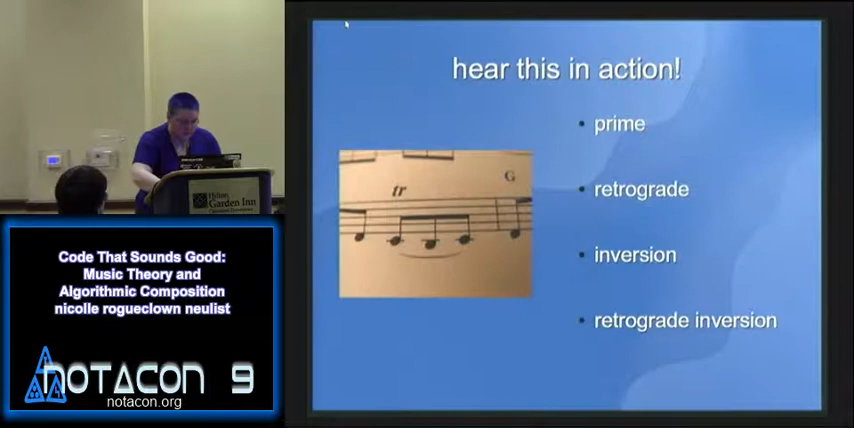 hear this in action!
• prime
• retrograde
• inversion
• retrograde inversion
tr
G
Hilton
Garden Inn
Code That Sounds Good:
Music Theory and
Algorithmic Composition
nicolle rogueclown neulist
NOTACON 9
notacon.org